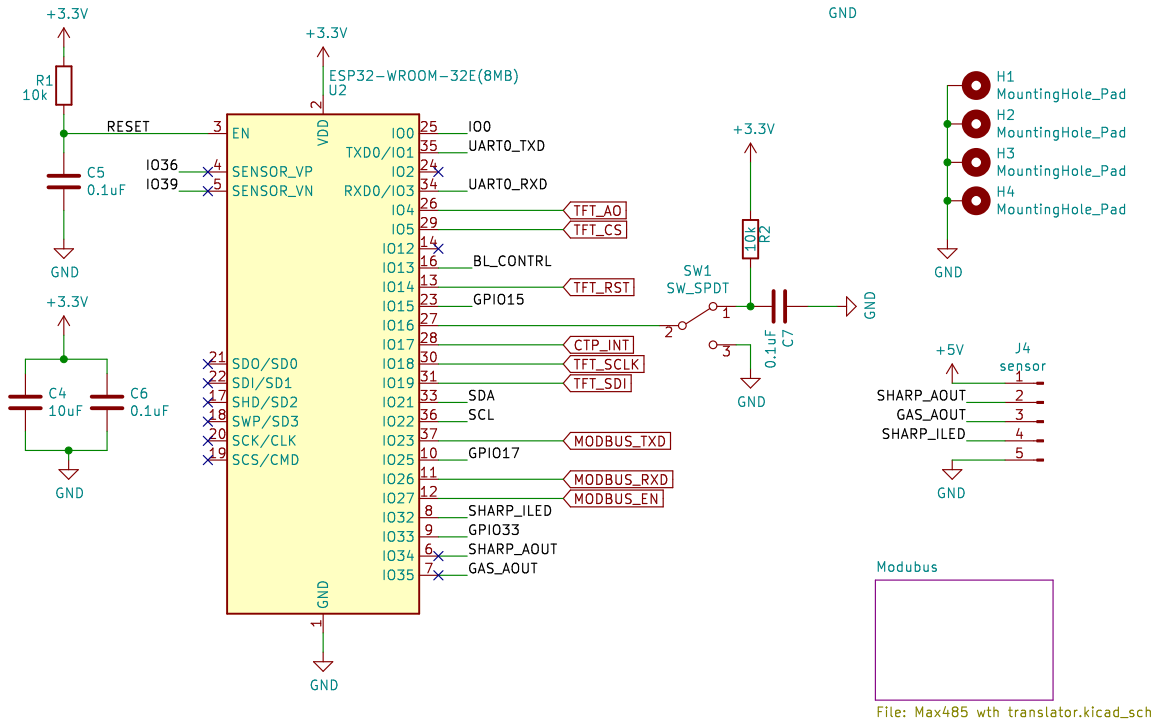 +3.3V
R1
10k
RESET
C5
0.1uF
GND
+3.3V
C4
10uF
C6
0.1uF
GND
+3.3V
ESP32-WROOM-32E(8MB)
U2
2
VDD
3 EN
IO36 4 SENSOR_VP
IO39 5 SENSOR_VN
21 SDO/SD0
22 SDI/SD1
17 SHD/SD2
18 SWP/SD3
20 SCK/CLK
19 SCS/CMD
IO0 25 IO0
TXD0/IO1 35 UART0_TXD
IO2 24
RXD0/IO3 34 UART0_RXD
IO4 26 TFT_AO
IO5 29 TFT_CS
IO12 14
IO13 16 BL_CONTRL
IO14 13 TFT_RST
IO15 23 GPIO15
IO16 27
IO17 28 CTP_INT
IO18 30 TFT_SCLK
IO19 31 TFT_SDI
IO21 33 SDA
IO22 36 SCL
IO23 37 MODBUS_TXD
IO25 10 GPIO17
IO26 11 MODBUS_RXD
IO27 12 MODBUS_EN
IO32 8 SHARP_ILED
IO33 9 GPIO33
IO34 6 SHARP_AOUT
IO35 7 GAS_AOUT
GND
1
GND
+3.3V
10k
R2
SW1
SW_SPDT
1
2
3
0.1uF
C7
GND
GND
GND
H1
MountingHole_Pad
H2
MountingHole_Pad
H3
MountingHole_Pad
H4
MountingHole_Pad
GND
+5V
J4
sensor
1
SHARP_AOUT 2
GAS_AOUT 3
SHARP_ILED 4
5
GND
Modubus
File: Max485 wth translator.kicad_sch